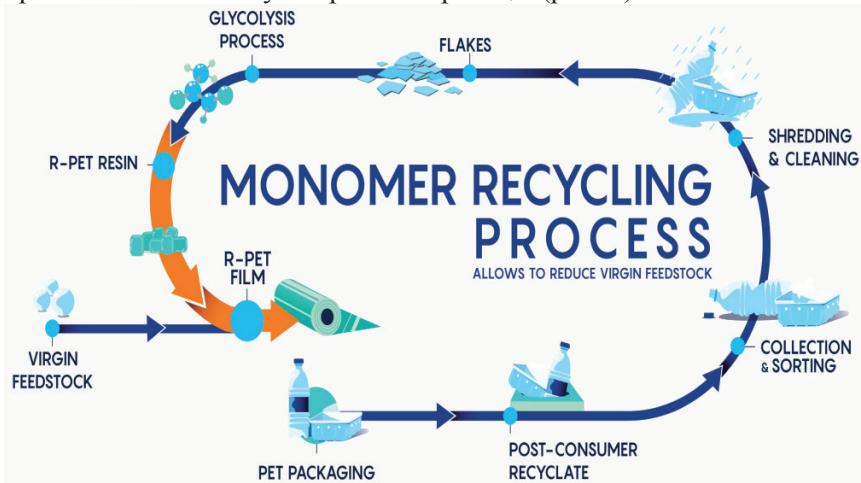 GLYCOLYSIS
PROCESS
FLAKES
SHREDDING
& CLEANING
R-PET RESIN
MONOMER RECYCLING
PROCESS
ALLOWS TO REDUCE VIRGIN FEEDSTOCK
R-PET
FILM
VIRGIN
FEEDSTOCK
COLLECTION
& SORTING
PET PACKAGING
POST-CONSUMER
RECYCLATE